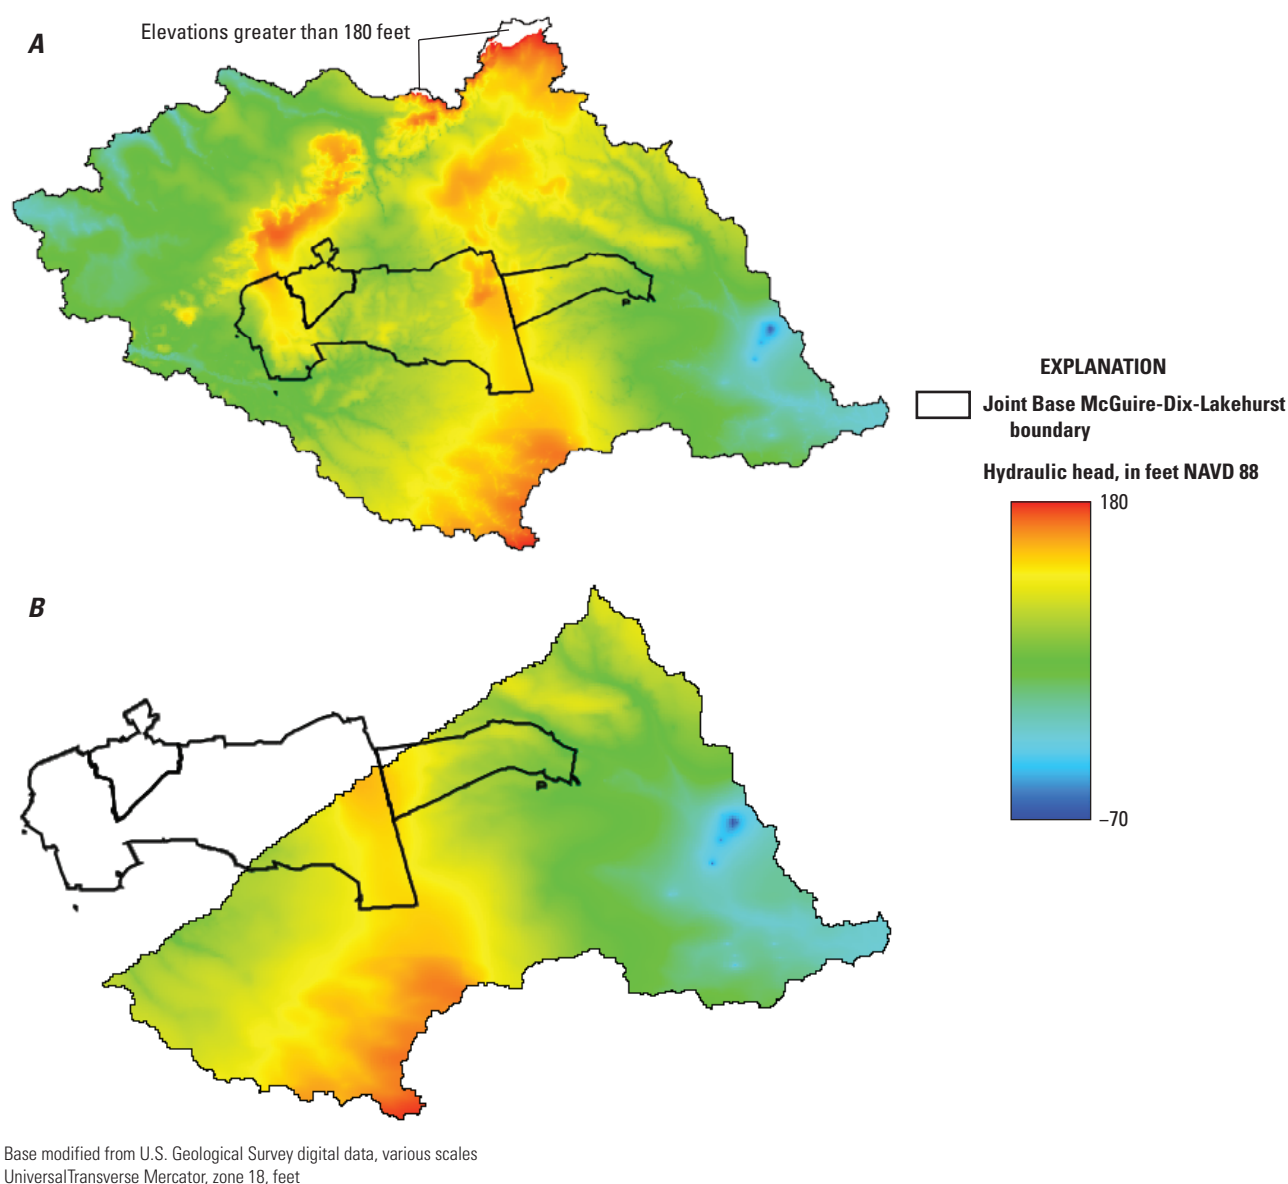 A
Elevations greater than 180 feet
EXPLANATION
Joint Base McGuire-Dix-Lakehurst
boundary
Hydraulic head, in feet NAVD 88
180
–70
B
Base modified from U.S. Geological Survey digital data, various scales
UniversalTransverse Mercator, zone 18, feet